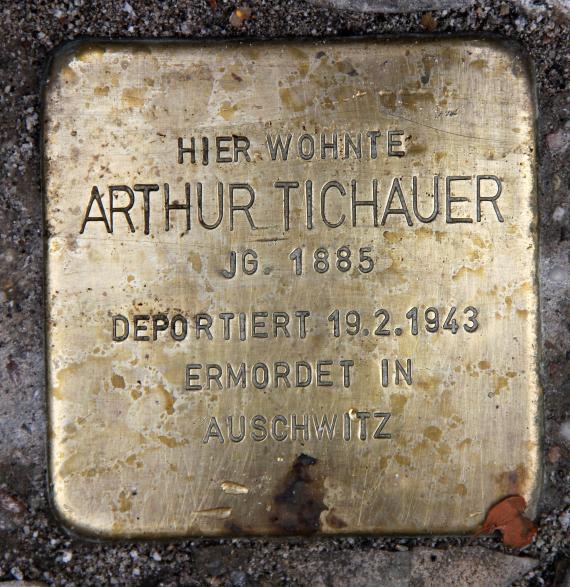 HIER WOHNTE
ARTHUR TICHAUER
JG. 1885
DEPORTIERT 19.2.1943
ERMORDET IN
AUSCHWITZ